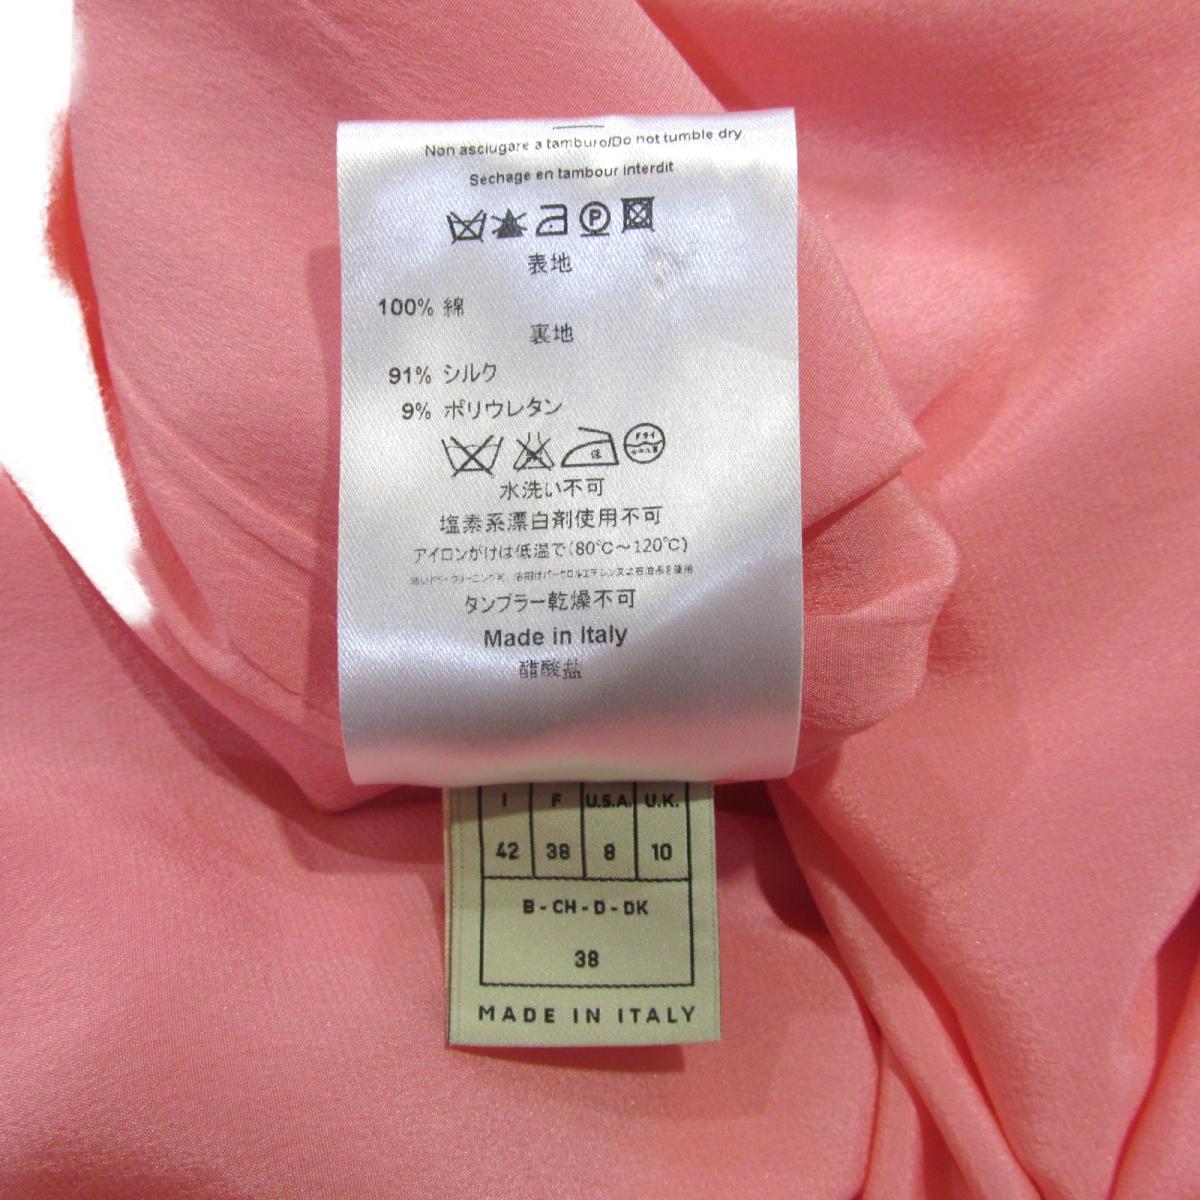 Non asciugare a tamburo/Do not tumble dry
Séchage en tambour interdit
P
表地
100% 綿
裏地
91% シルク
9% ポリウレタン
ドライ
水洗い不可
塩素系漂白剤使用不可
アイロンがけは低温で(80℃～120℃)
タンブラー乾燥不可
Made in Italy
醋酸盐
I F U.S.A. U.K.
42 38 8 10
B - CH - D - DK
38
MADE IN ITALY